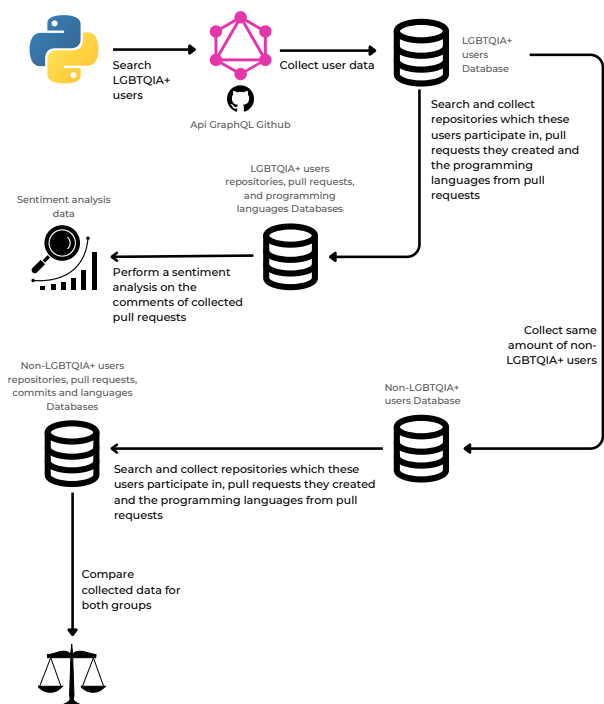 Search
LGBTQIA+
users
Api GraphQL Github
Collect user data
LGBTQIA+
users
Database
Search and collect
repositories which these
users participate in, pull
requests they created and
the programming
languages from pull
requests
LGBTQIA+ users
repositories, pull requests,
and programming
languages Databases
Sentiment analysis
data
Perform a sentiment
analysis on the
comments of collected
pull requests
Collect same
amount of non-
LGBTQIA+ users
Non-LGBTQIA+
users Database
Non-LGBTQIA+ users
repositories, pull requests,
commits and languages
Databases
Search and collect repositories which these
users participate in, pull requests they created
and the programming languages from pull
requests
Compare
collected data for
both groups